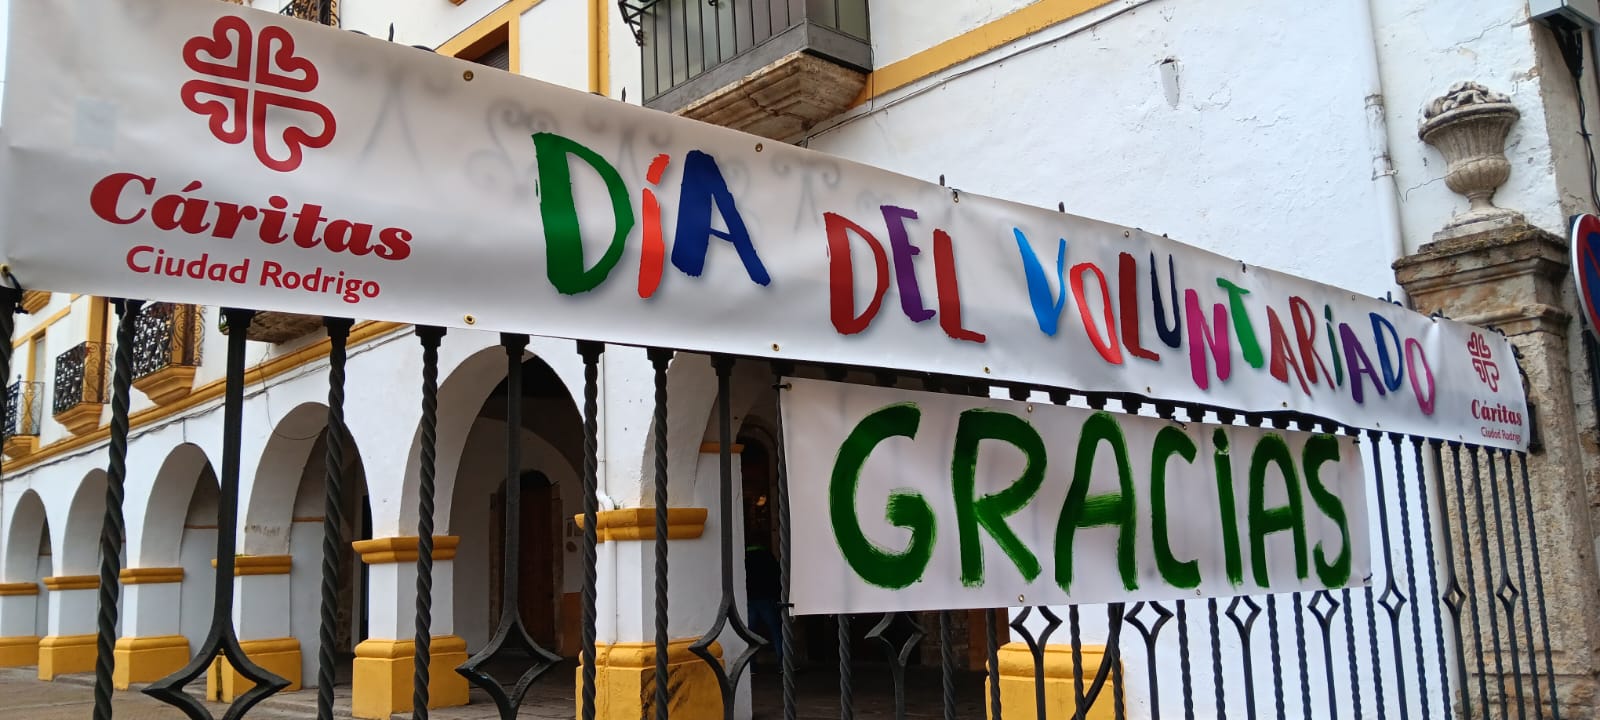 Cáritas
Ciudad Rodrigo
DÍA DEL VOLUNTARIADO
Cáritas
Ciudad Rodrigo
GRACIAS